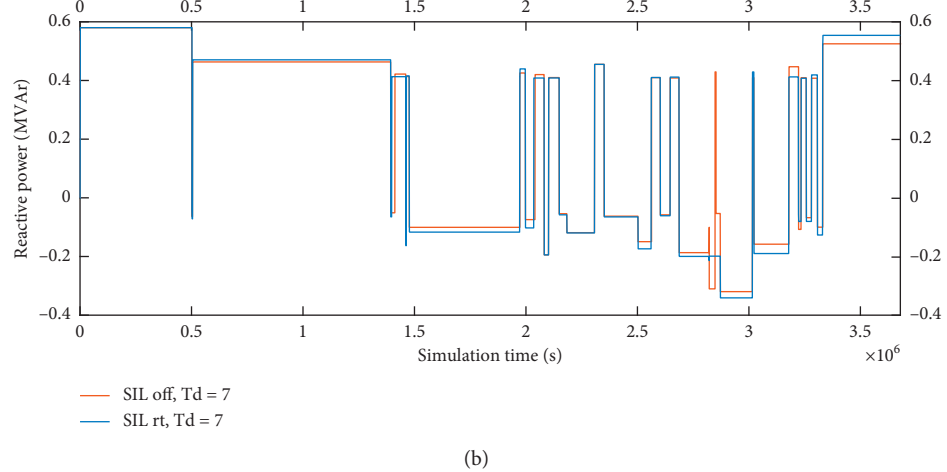 0 0.5 1 1.5 2 2.5 3 3.5
0.6 0.6
0.4 0.4
0.2 0.2
0 0
–0.2 –0.2
–0.4 –0.4
Reactive power (MVAr)
0 0.5 1 1.5 2 2.5 3 3.5
Simulation time (s)
×10⁶
SIL off, Td = 7
SIL rt, Td = 7
(b)